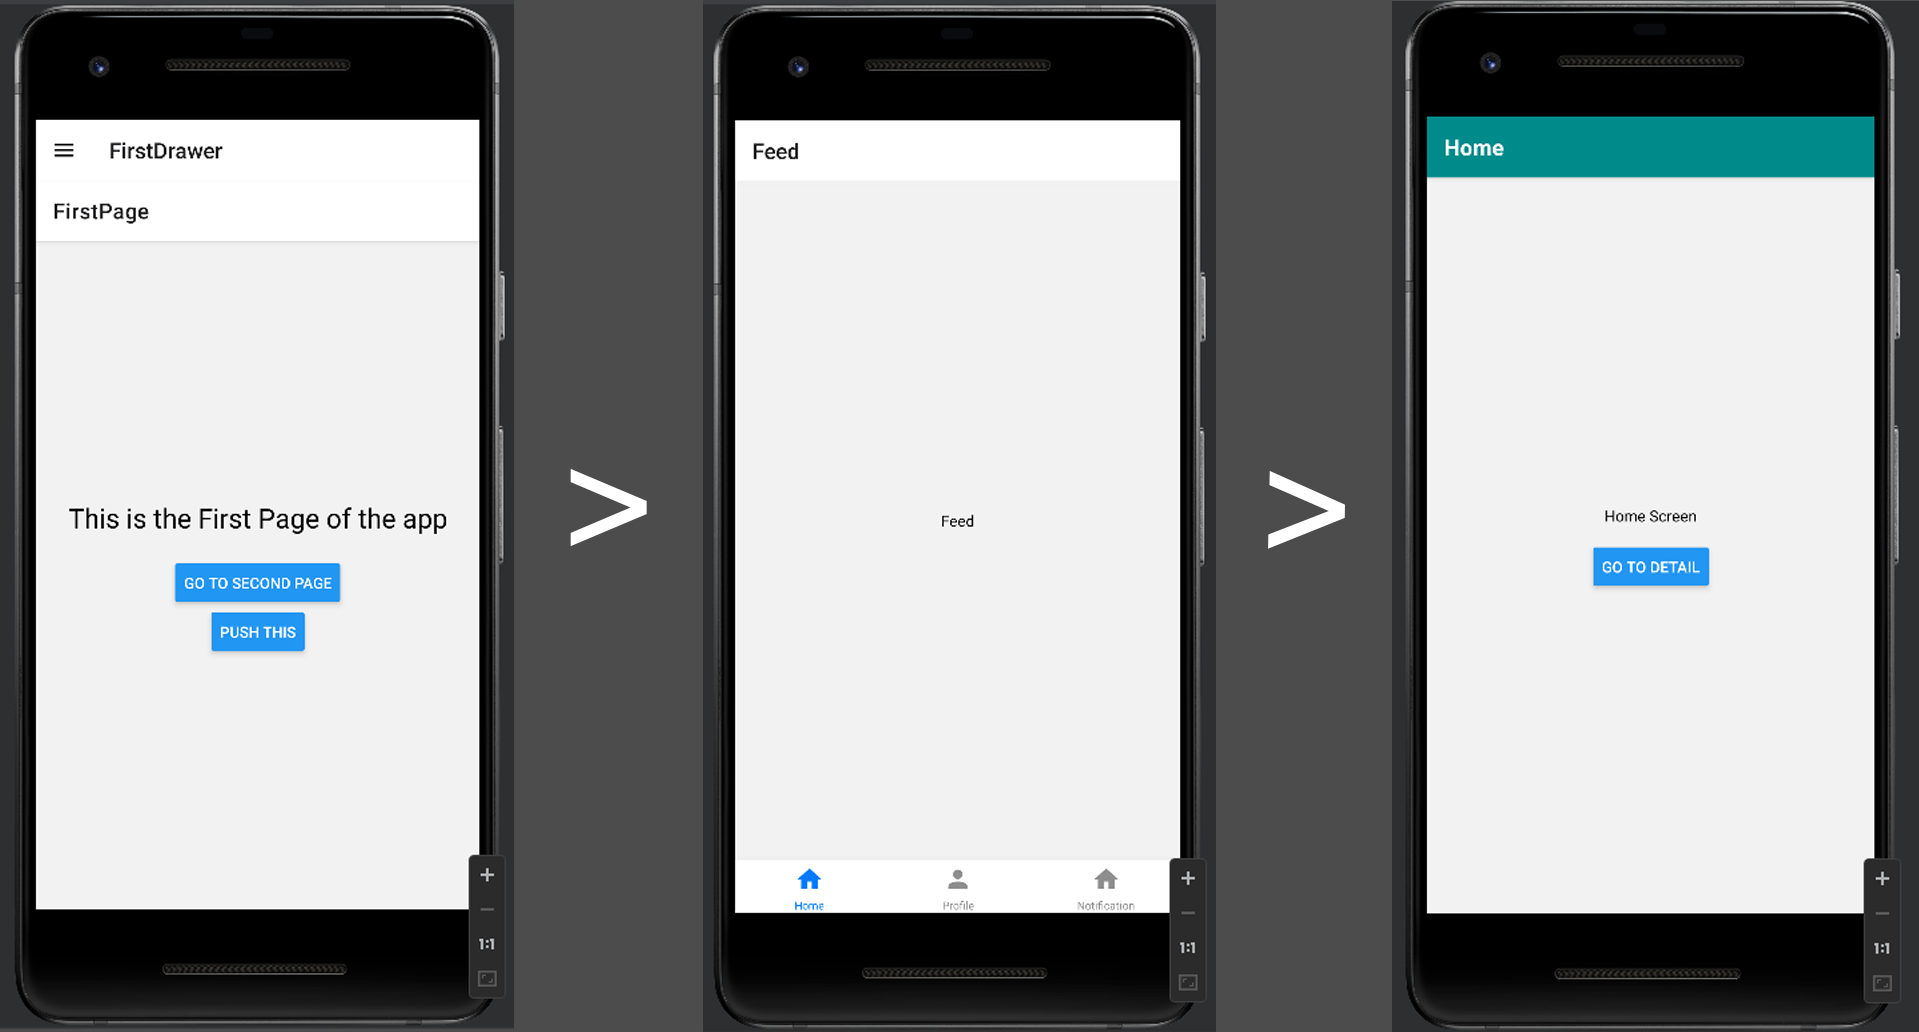 FirstDrawer
FirstPage
This is the First Page of the app
GO TO SECOND PAGE
PUSH THIS
1:1
>
Feed
Feed
Home Profile Notification
1:1
>
Home
Home Screen
GO TO DETAIL
1:1